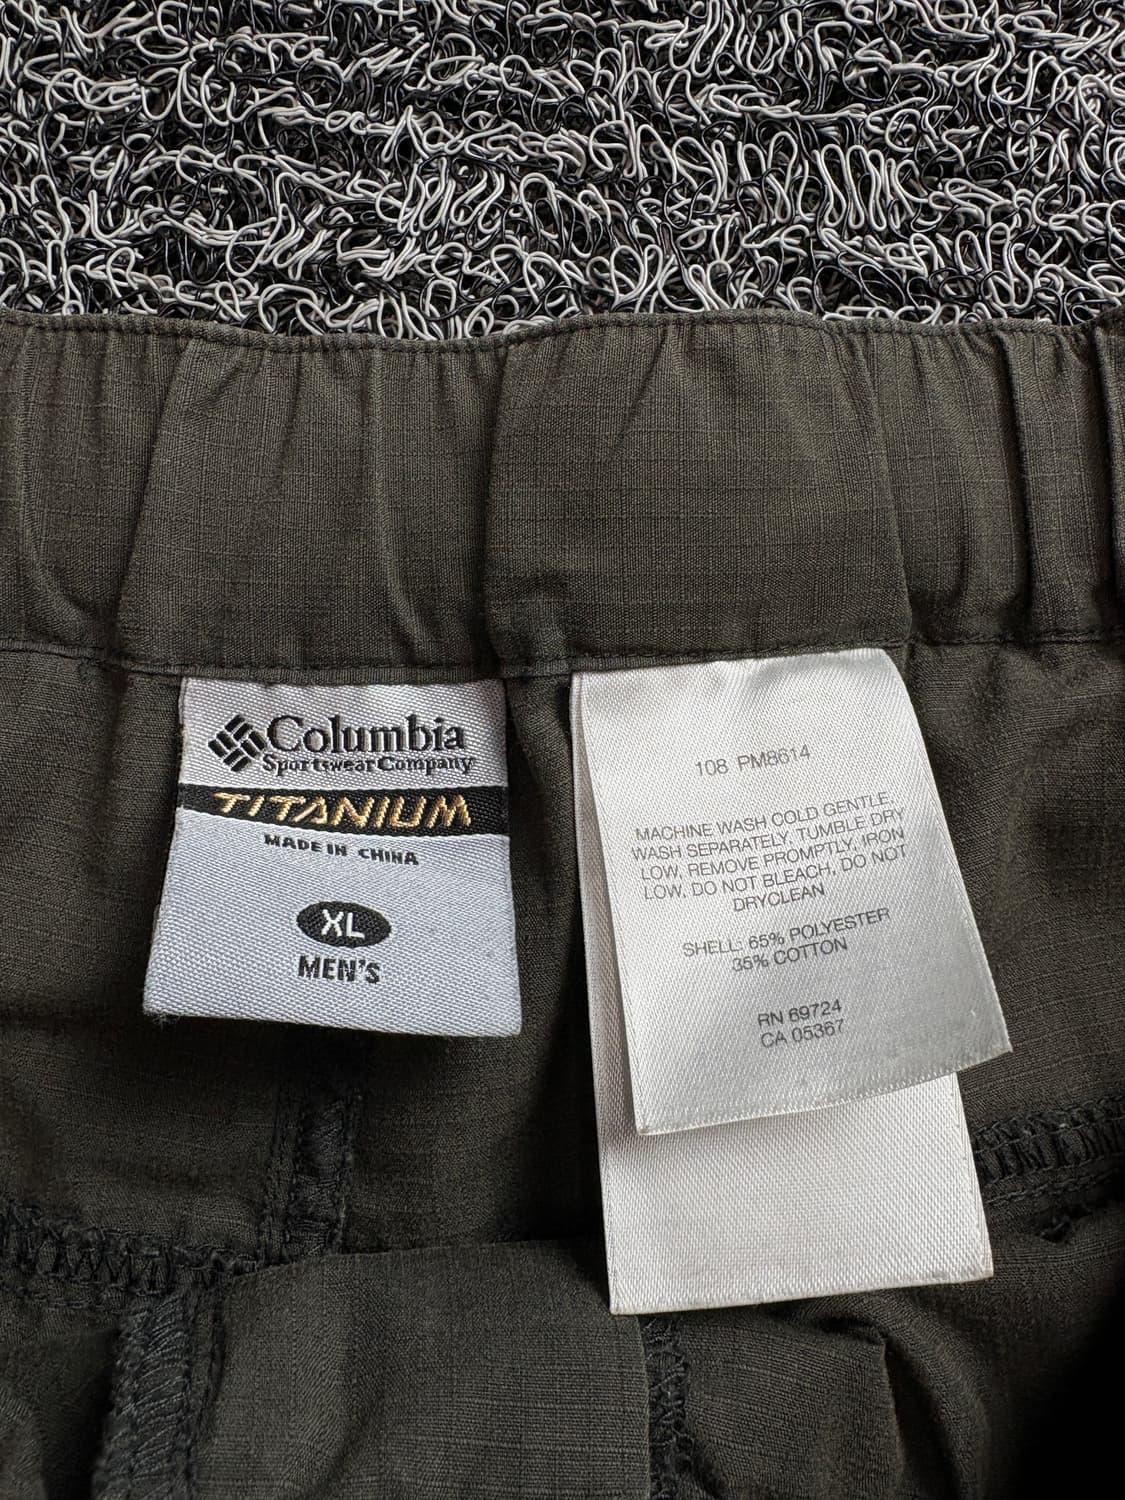 Columbia
Sportswear Company
TITANIUM
MADE IN CHINA
XL
MEN'S
108 PM8614
MACHINE WASH COLD GENTLE,
WASH SEPARATELY, TUMBLE DRY
LOW, REMOVE PROMPTLY, IRON
LOW, DO NOT BLEACH, DO NOT
DRYCLEAN
SHELL: 65% POLYESTER
35% COTTON
RN 69724
CA 05367